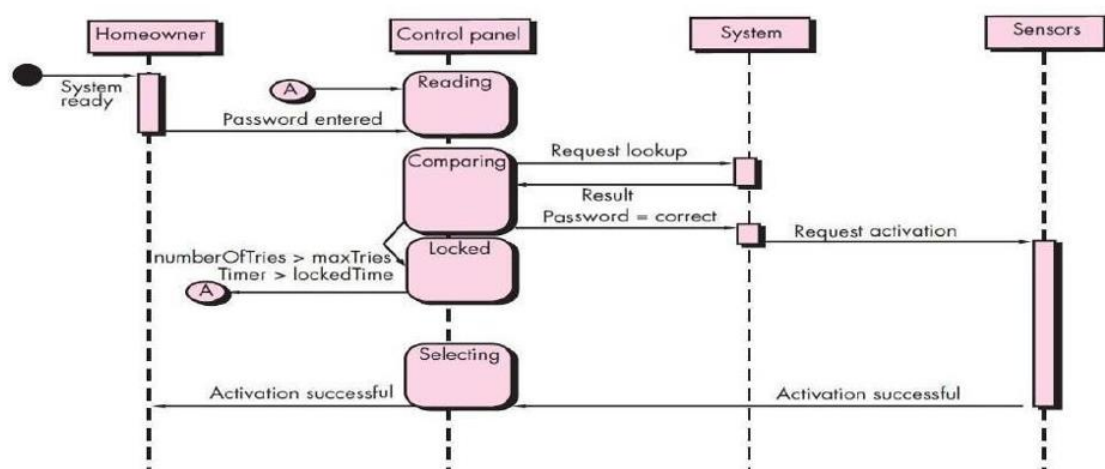 Homeowner
Control panel
System
Sensors
System
ready
A
Reading
Password entered
Comparing
Request lookup
Result
Password = correct
Request activation
numberOfTries > maxTries
Locked
Timer > lockedTime
A
Selecting
Activation successful
Activation successful